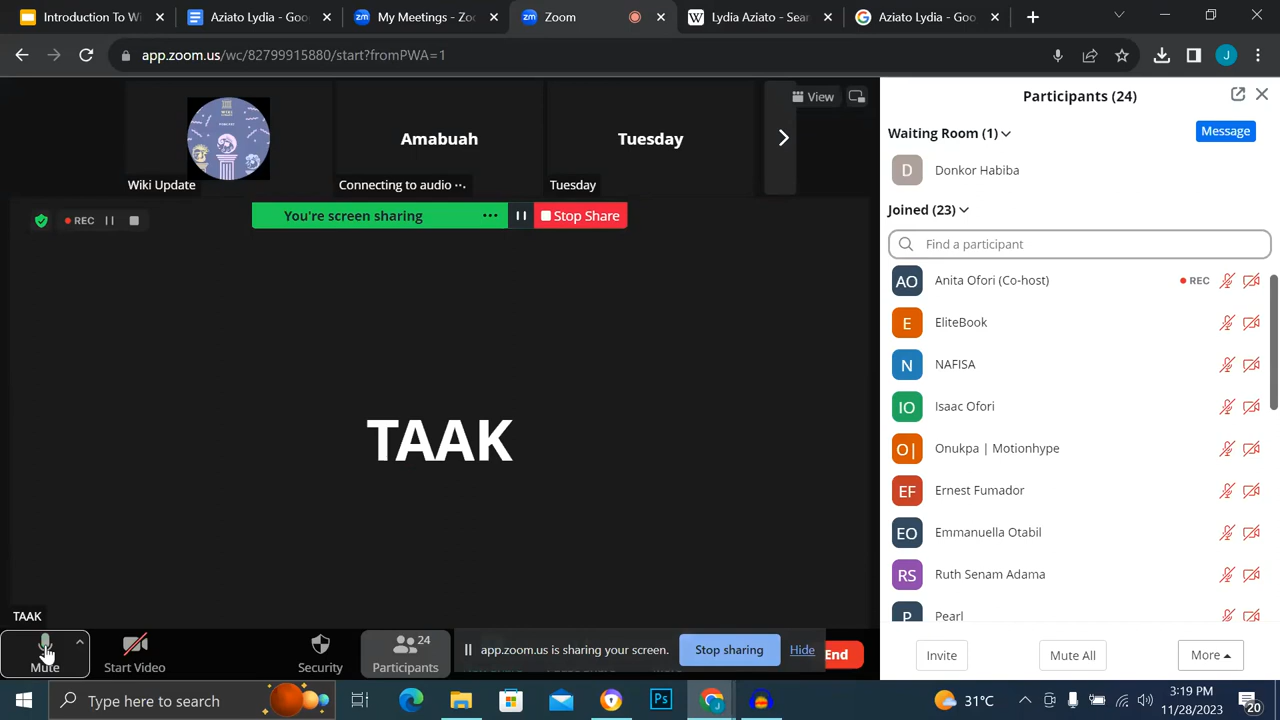 Introduction To Wi
Aziato Lydia - Goo
My Meetings - TAA
Zoom
Lydia Aziato - Sear
Aziato Lydia - Goo
app.zoom.us/wc/82799915880/start?fromPWA=1
J
View
Participants (24)
Wiki Update
Amabuah
Connecting to audio ···
Tuesday
Tuesday
Waiting Room (1)
Message
D
Donkor Habiba
REC
You're screen sharing
Stop Share
Joined (23)
Find a participant
AO
Anita Ofori (Co-host)
REC
E
EliteBook
N
NAFISA
IO
Isaac Ofori
O|
Onukpa | Motionhype
EF
Ernest Fumador
EO
Emmanuella Otabil
RS
Ruth Senam Adama
P
Pearl
TAAK
TAAK
Mute
Start Video
Security
24
Participants
app.zoom.us is sharing your screen.
Stop sharing
Hide
End
Invite
Mute All
More
Type here to search
Ps
31°C
3:19 PM
11/28/2023
20